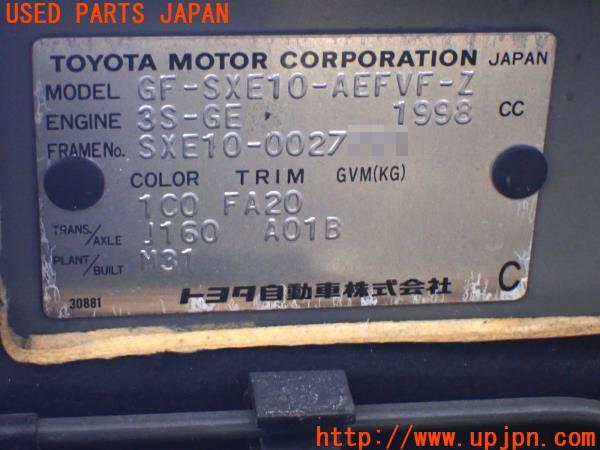 USED PARTS JAPAN
TOYOTA MOTOR CORPORATION JAPAN
MODEL GF-SXE10-AEFVF-Z
ENGINE 3S-GE 1998 CC
FRAME No. SXE10-0027
COLOR TRIM GVM(KG)
1C0 FA20
TRANS./AXLE J160 A01B
PLANT/BUILT M31
30881 トヨタ自動車株式会社 C
http://www.upjpn.com